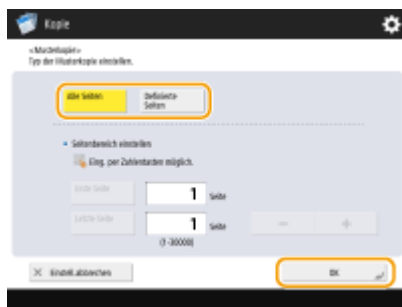 Kopie
<Musterkopie>
Typ der Musterkopie einstellen.
Alle Seiten
Definierte
Seiten
Seitenbereich einstellen
Eing. per Zahlentasten möglich.
Erste Seite
1 Seite
Letzte Seite
1 Seite
- +
(1-30000)
× Einstell.abbrechen
OK